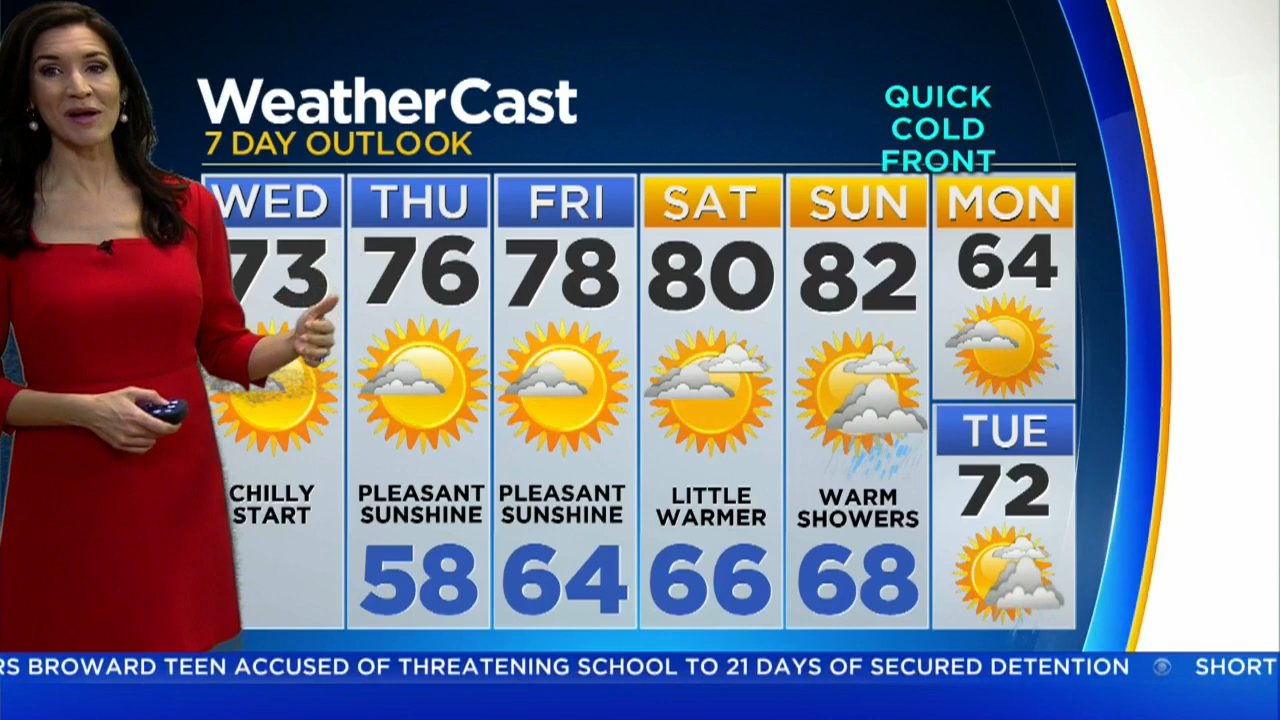 WeatherCast
7 DAY OUTLOOK
QUICK
COLD
FRONT
WED
73
CHILLY
START
THU
76
PLEASANT
SUNSHINE
58
FRI
78
PLEASANT
SUNSHINE
64
SAT
80
LITTLE
WARMER
66
SUN
82
WARM
SHOWERS
68
MON
64
TUE
72
RS BROWARD TEEN ACCUSED OF THREATENING SCHOOL TO 21 DAYS OF SECURED DETENTION SHORT